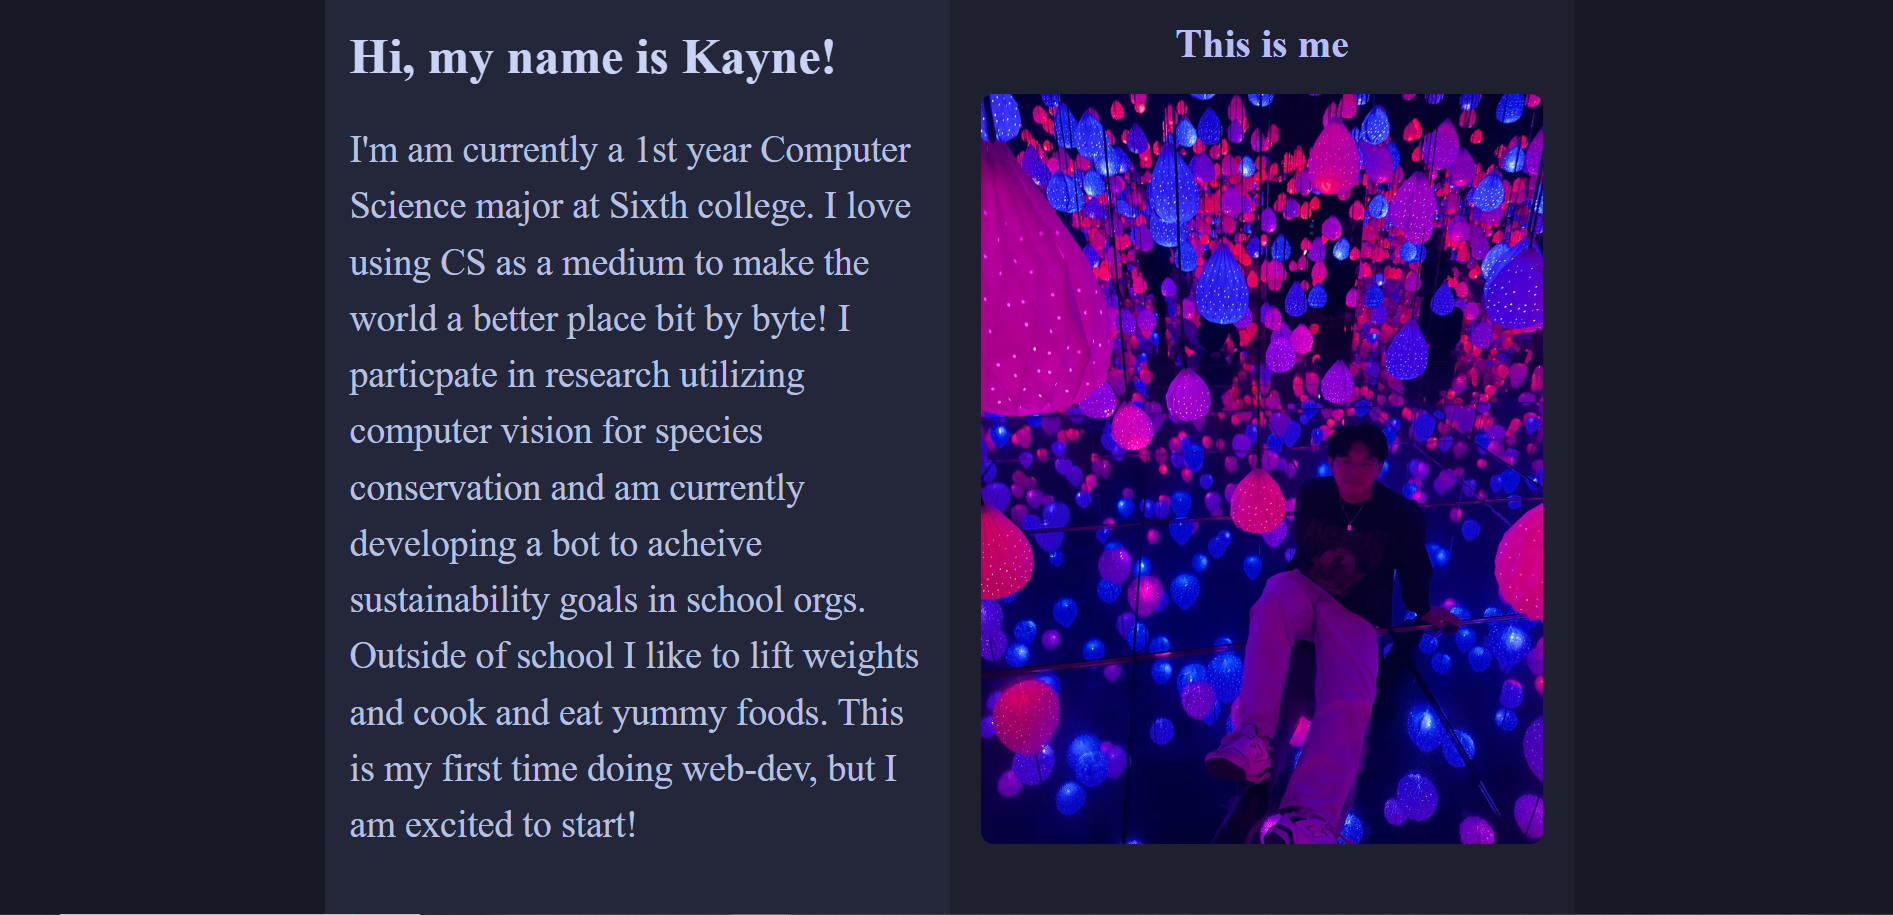 Hi, my name is Kayne!
I'm am currently a 1st year Computer
Science major at Sixth college. I love
using CS as a medium to make the
world a better place bit by byte! I
particpate in research utilizing
computer vision for species
conservation and am currently
developing a bot to acheive
sustainability goals in school orgs.
Outside of school I like to lift weights
and cook and eat yummy foods. This
is my first time doing web-dev, but I
am excited to start!
This is me